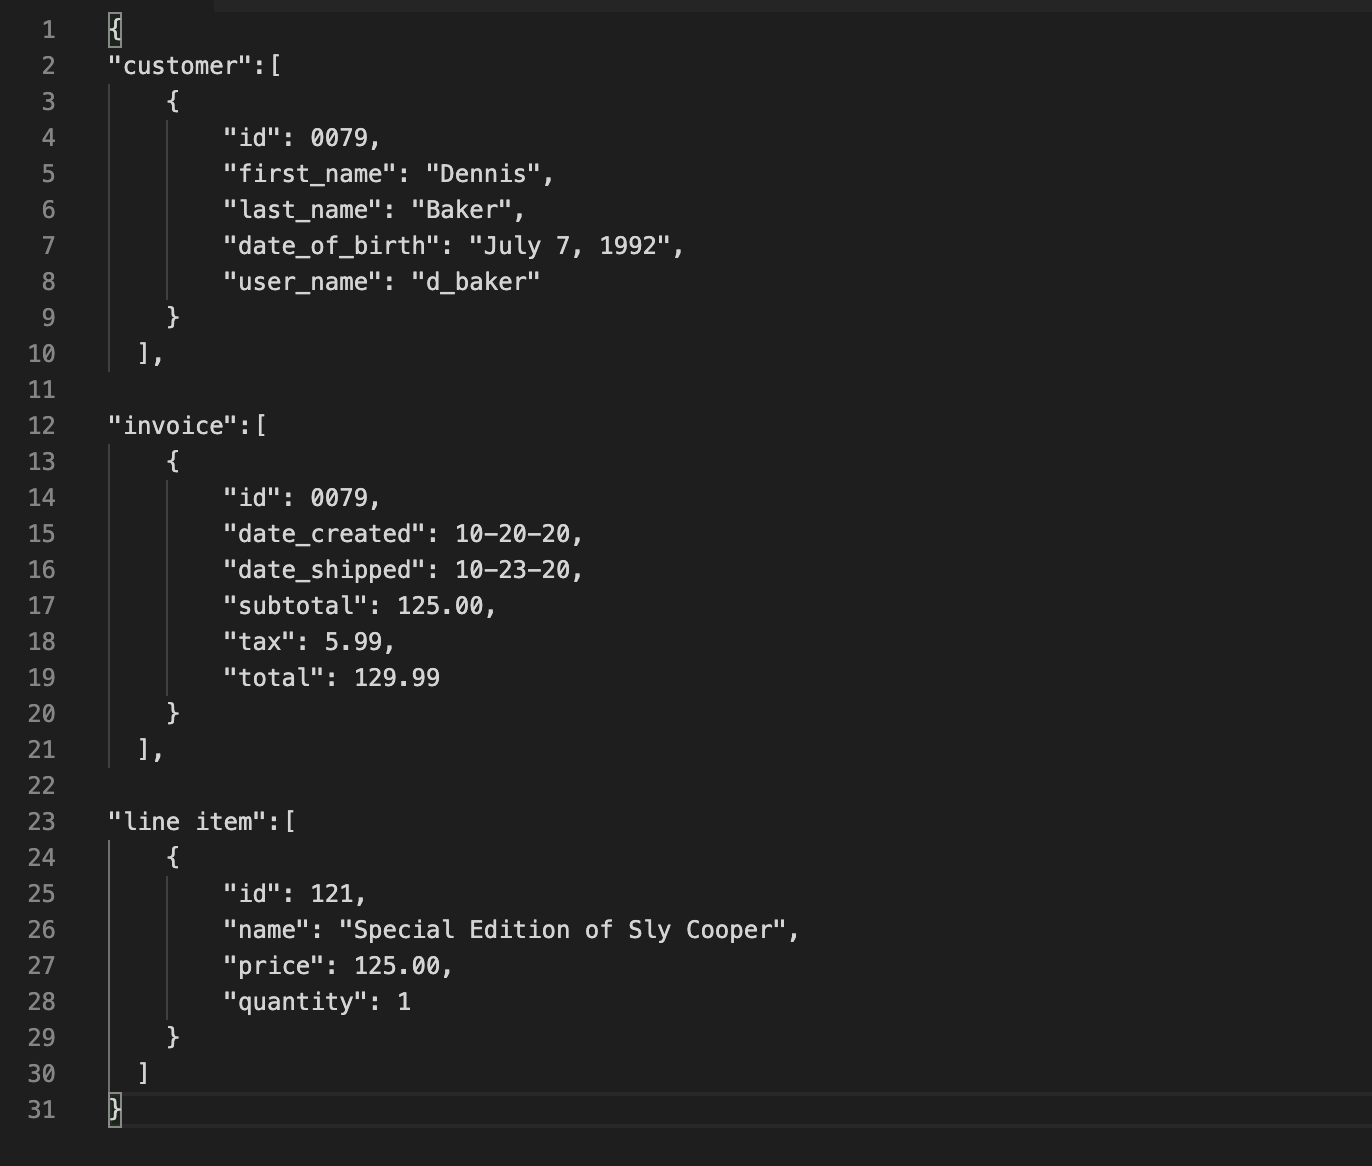 1 {
2 "customer":[
3 {
4 "id": 0079,
5 "first_name": "Dennis",
6 "last_name": "Baker",
7 "date_of_birth": "July 7, 1992",
8 "user_name": "d_baker"
9 }
10 ],
11
12 "invoice":[
13 {
14 "id": 0079,
15 "date_created": 10-20-20,
16 "date_shipped": 10-23-20,
17 "subtotal": 125.00,
18 "tax": 5.99,
19 "total": 129.99
20 }
21 ],
22
23 "line item":[
24 {
25 "id": 121,
26 "name": "Special Edition of Sly Cooper",
27 "price": 125.00,
28 "quantity": 1
29 }
30 ]
31 }